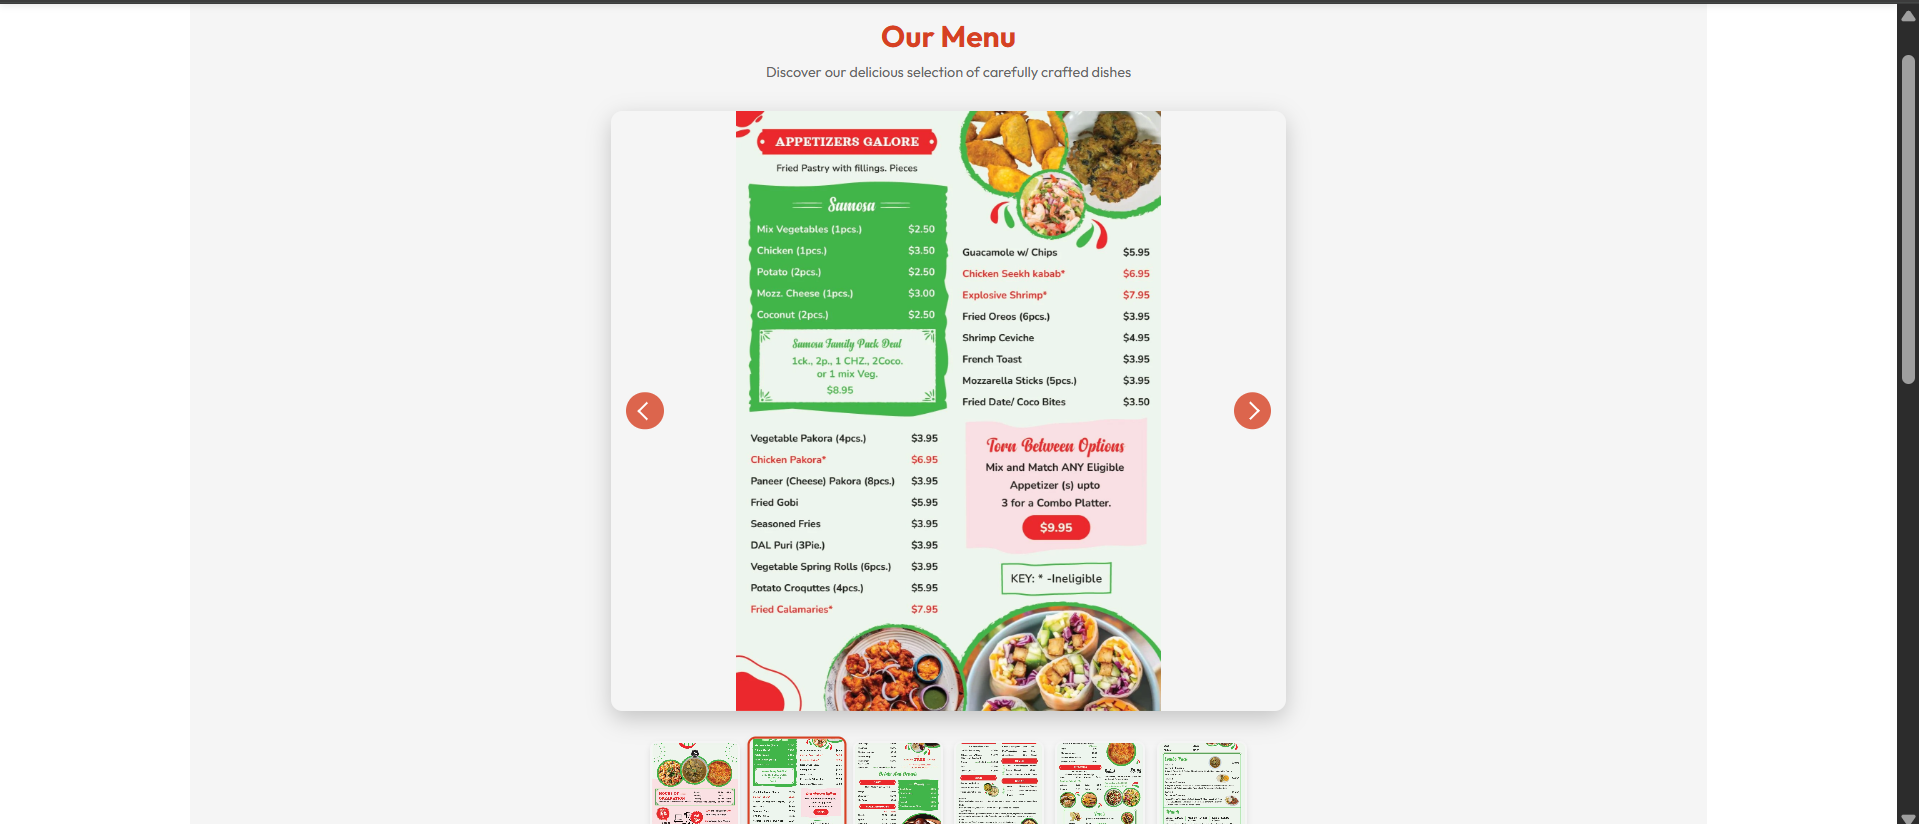 Our Menu
Discover our delicious selection of carefully crafted dishes
APPETIZERS GALORE
Fried Pastry with fillings. Pieces
Samosa
Mix Vegetables (1pcs.) $2.50
Chicken (1pcs.) $3.50
Potato (2pcs.) $2.50
Mozz. Cheese (1pcs.) $3.00
Coconut (2pcs.) $2.50
Samosa Family Pack Deal
1ck., 2p., 1 CHZ., 2Coco.
or 1 mix Veg.
$8.95
Vegetable Pakora (4pcs.) $3.95
Chicken Pakora* $6.95
Paneer (Cheese) Pakora (8pcs.) $3.95
Fried Gobi $5.95
Seasoned Fries $3.95
DAL Puri (3Pie.) $3.95
Vegetable Spring Rolls (6pcs.) $3.95
Potato Croquttes (4pcs.) $5.95
Fried Calamaries* $7.95
Guacamole w/ Chips $5.95
Chicken Seekh kabab* $6.95
Explosive Shrimp* $7.95
Fried Oreos (6pcs.) $3.95
Shrimp Ceviche $4.95
French Toast $3.95
Mozzarella Sticks (5pcs.) $3.95
Fried Date/ Coco Bites $3.50
Torn Between Options
Mix and Match ANY Eligible
Appetizer (s) upto
3 for a Combo Platter.
$9.95
KEY: * -Ineligible